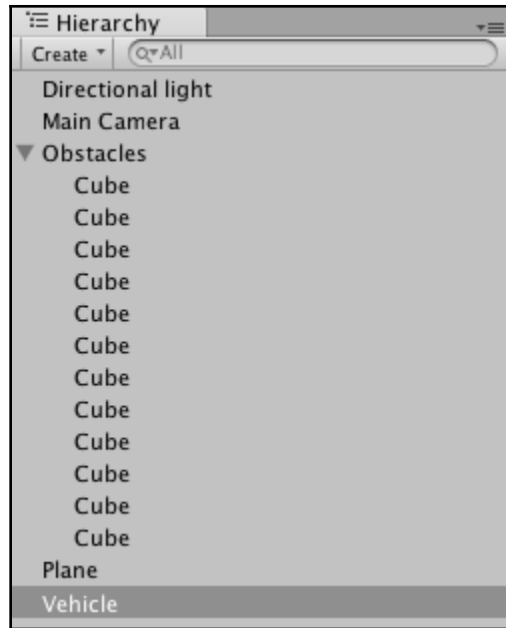 Hierarchy
Create All
Directional light
Main Camera
Obstacles
Cube
Cube
Cube
Cube
Cube
Cube
Cube
Cube
Cube
Cube
Cube
Cube
Plane
Vehicle